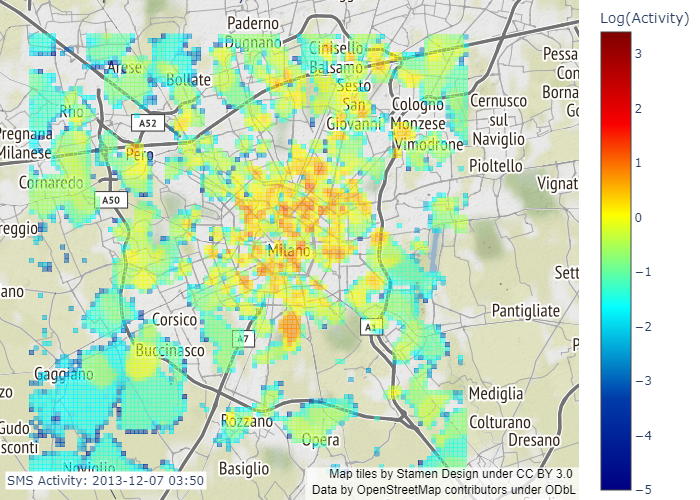 Log(Activity)
3
2
1
0
−1
−2
−3
−4
−5
Paderno
Dugnano
Cinisello
Balsamo
Arese
Bollate
Sesto
San
Giovanni
Rho
A52
Cologno
Monzese
Cernusco
sul
Naviglio
Pessa
Con
Borna
Go
Pregnana
Milanese
Pero
Vimodrone
Pioltello
Cornaredo
A50
Vignat
reggio
Milano
Sett
ano
Pantigliate
Corsico
A7
A1
P
Buccinasco
Gaggiano
zo
Mediglia
Rozzano
Colturano
Gudo
sconti
Opera
Dresano
Noviglio
Basiglio
SMS Activity: 2013-12-07 03:50
Map tiles by Stamen Design under CC BY 3.0
Data by OpenStreetMap contributors under ODbL